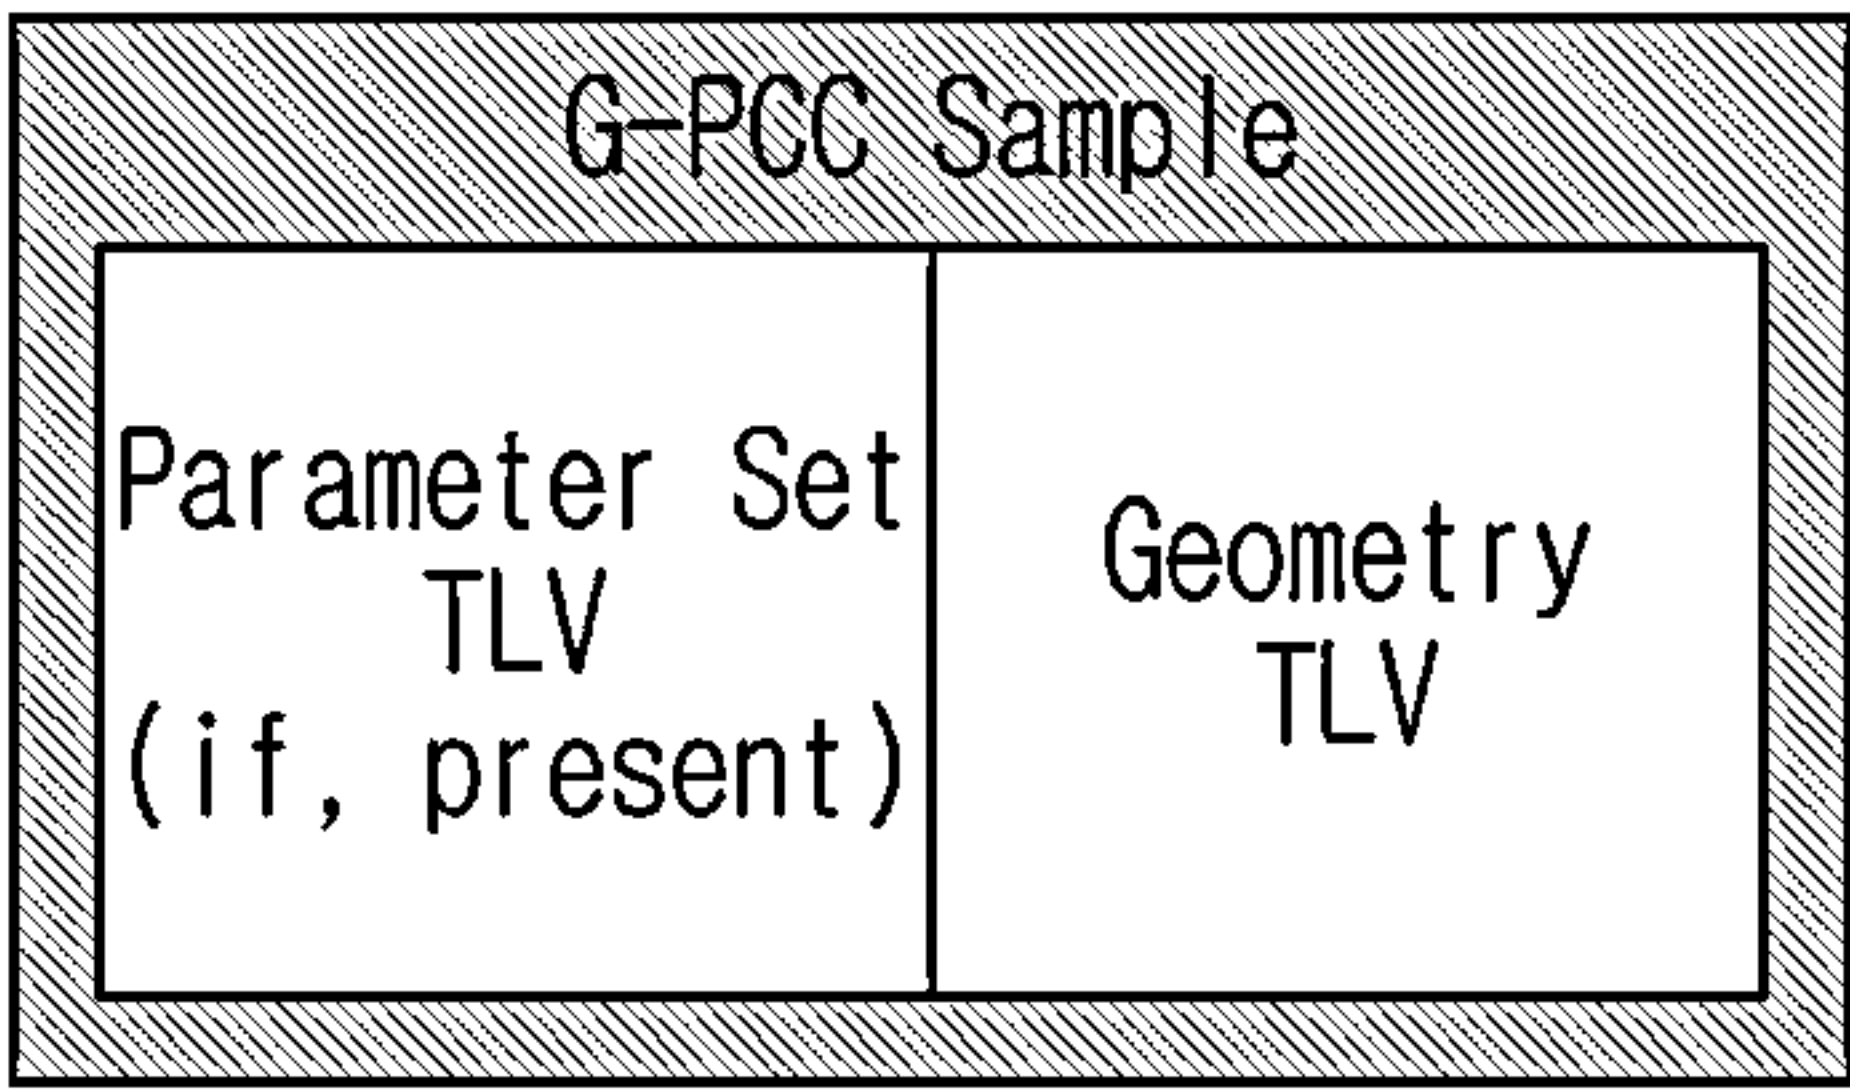 G-PCC Sample
Parameter Set
TLV
(if, present)
Geometry
TLV